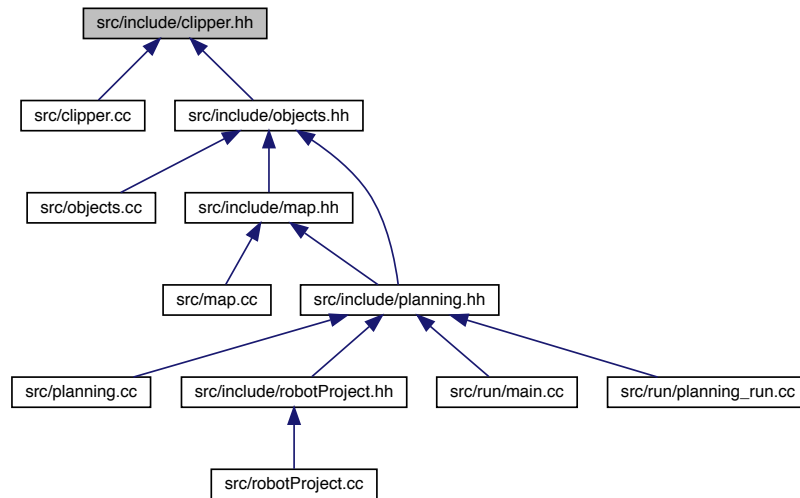 src/include/clipper.hh
src/clipper.cc
src/include/objects.hh
src/objects.cc
src/include/map.hh
src/map.cc
src/include/planning.hh
src/planning.cc
src/include/robotProject.hh
src/run/main.cc
src/run/planning_run.cc
src/robotProject.cc